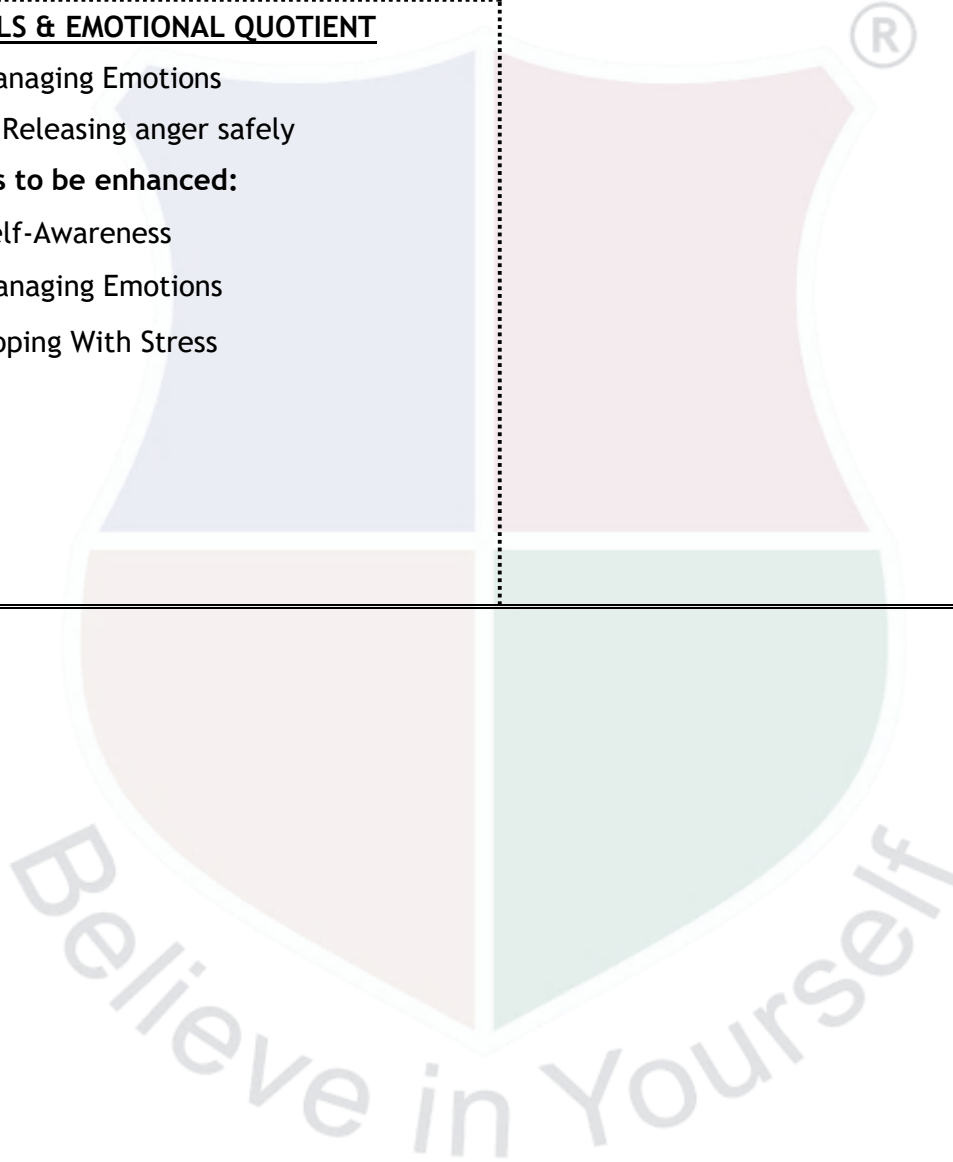 LS & EMOTIONAL QUOTIENT
anaging Emotions
Releasing anger safely
s to be enhanced:
elf-Awareness
anaging Emotions
oping With Stress
®
Believe in Yourself